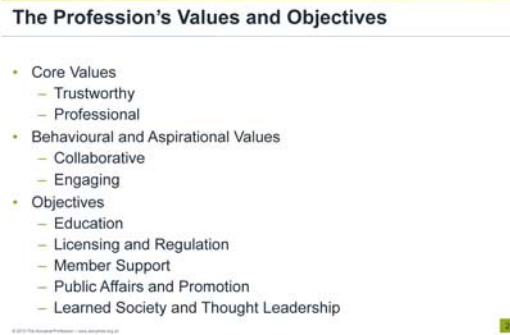 The Profession's Values and Objectives
• Core Values
– Trustworthy
– Professional
• Behavioural and Aspirational Values
– Collaborative
– Engaging
• Objectives
– Education
– Licensing and Regulation
– Member Support
– Public Affairs and Promotion
– Learned Society and Thought Leadership